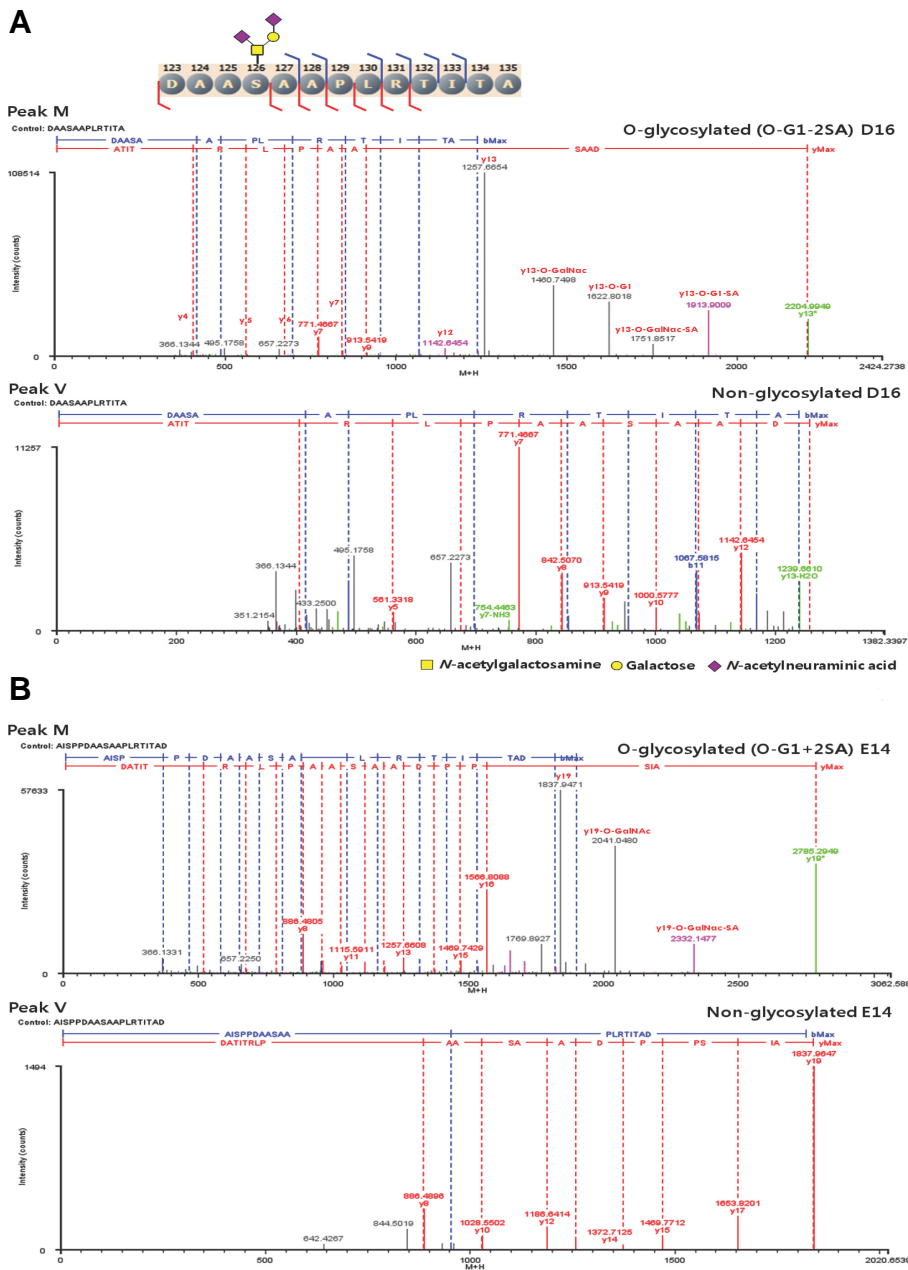 A
123 124 125 126 127 128 129 130 131 132 133 134 135
D A A S A A P L R T I T A
Peak M
Control: DAASAAPLRTITA
O-glycosylated (O-G1-2SA) D16
DAASA A PL R T I TA bMax
ATIT R L P A A SAAD yMax
108514
Intensity (counts)
0
y4
366.1344
495.1758
y5
y6
657.2273
771.4667
y7
y7
913.5419
y9
y12
1142.6454
y13
1257.6654
y13-O-GalNac
1460.7498
y13-O-G1
1622.8018
y13-O-GalNac-SA
1751.8517
y13-O-G1-SA
1913.9009
2204.9949
y13*
0 500 1000 1500 2000 2424.2738
M+H
Peak V
Control: DAASAAPLRTITA
Non-glycosylated D16
DAASA A PL R T I T A bMax
ATIT R L P A A S A A D yMax
11257
Intensity (counts)
0
351.2154
366.1344
433.2500
495.1758
561.3318
y5
657.2273
754.4463
y7-NH3
771.4667
y7
842.5070
y8
913.5419
y9
1000.5777
y10
1067.5815
b11
1142.6454
y12
1239.6610
y13-H2O
0 200 400 600 800 1000 1200 1382.3397
M+H
N-acetylgalactosamine Galactose N-acetylneuraminic acid
B
Peak M
Control: AISPPDAASAAPLRTITAD
O-glycosylated (O-G1+2SA) E14
AISP P D A A S A L R T I TAD bMax
DATIT R L P A A S A A D P P SIA yMax
57633
Intensity (counts)
0
366.1331
657.2250
886.4805
y8
1115.5911
y11
1257.6608
y13
1469.7429
y15
1566.8088
y16
1769.8927
y19
1837.9471
y19-O-GalNAc
2041.0480
y19-O-GalNac-SA
2332.1477
2785.2949
y19*
0 500 1000 1500 2000 2500 3062.588
M+H
Peak V
Control: AISPPDAASAAPLRTITAD
Non-glycosylated E14
AISPPDAASAA PLRTITAD bMax
DATITRLP AA SA A D P PS IA yMax
1494
Intensity (counts)
0
642.4267
844.5019
886.4896
y8
1028.5502
y10
1186.6414
y12
1372.7125
y14
1469.7712
y15
1653.8201
y17
1837.9647
y19
0 500 1000 1500 2020.6530
M+H